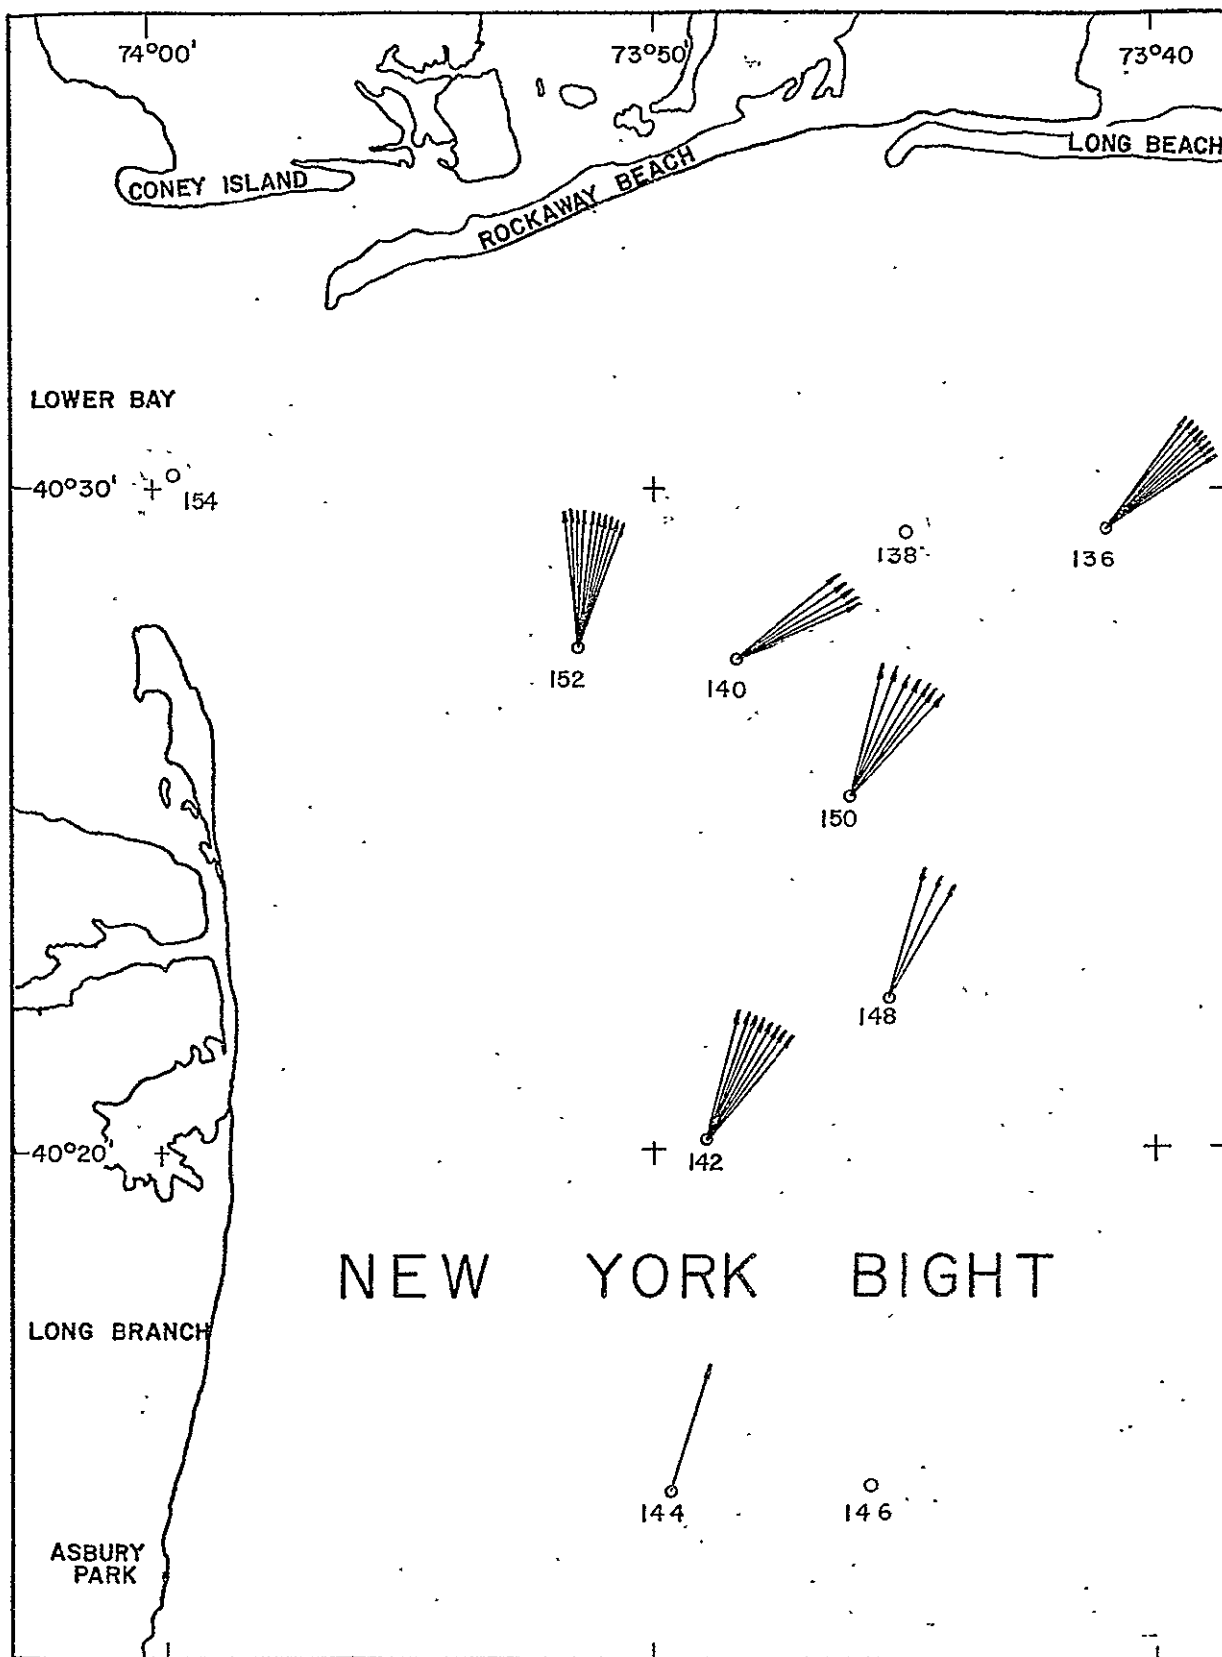 74°00'
73°50'
73°40
CONEY ISLAND
ROCKAWAY BEACH
LONG BEACH
LOWER BAY
40°30'
154
138
136
152
140
150
148
40°20'
142
NEW YORK BIGHT
LONG BRANCH
144
146
ASBURY
PARK